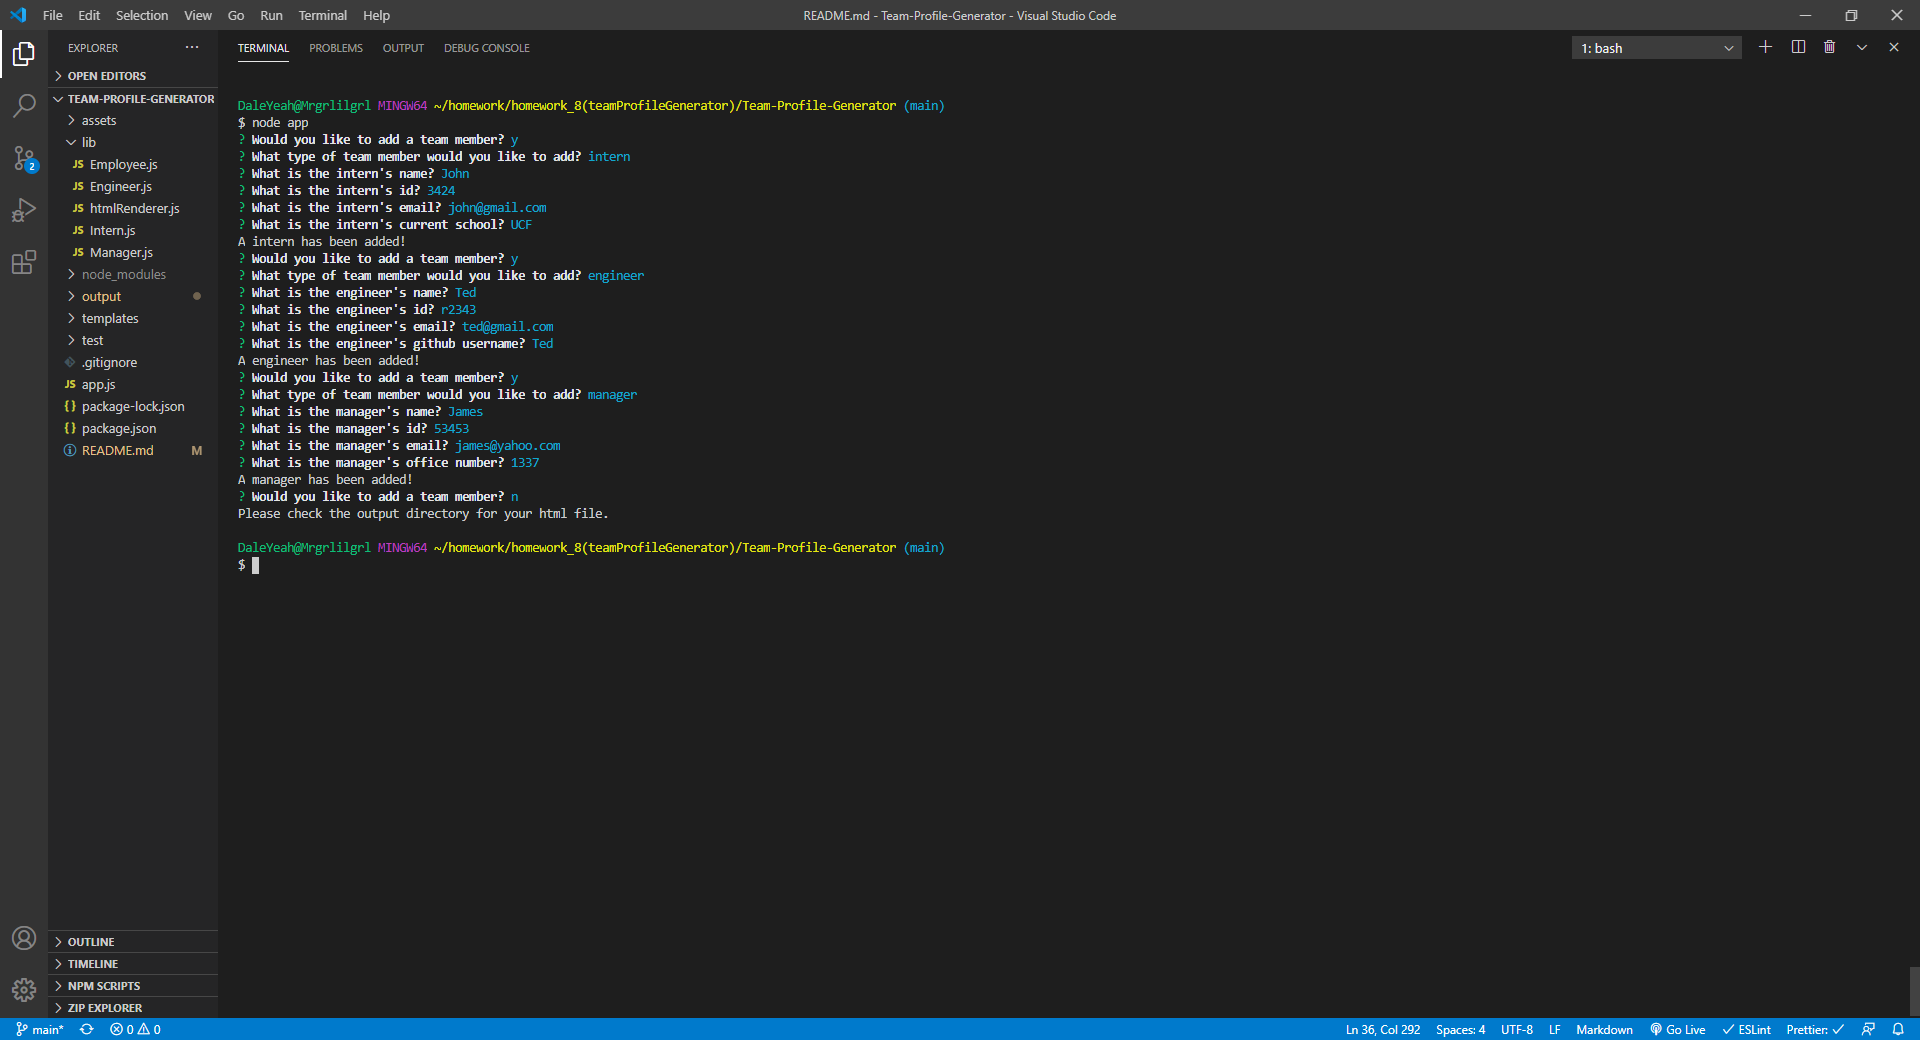 File Edit Selection View Go Run Terminal Help
README.md - Team-Profile-Generator - Visual Studio Code
EXPLORER
OPEN EDITORS
TEAM-PROFILE-GENERATOR
assets
lib
JS Employee.js
JS Engineer.js
JS htmlRenderer.js
JS Intern.js
JS Manager.js
node_modules
output
templates
test
.gitignore
JS app.js
{} package-lock.json
{} package.json
README.md M
2
OUTLINE
TIMELINE
NPM SCRIPTS
ZIP EXPLORER
TERMINAL PROBLEMS OUTPUT DEBUG CONSOLE
1: bash
DaleYeah@Mrgrlilgrl MINGW64 ~/homework/homework_8(teamProfileGenerator)/Team-Profile-Generator (main)
$ node app
? Would you like to add a team member? y
? What type of team member would you like to add? intern
? What is the intern's name? John
? What is the intern's id? 3424
? What is the intern's email? john@gmail.com
? What is the intern's current school? UCF
A intern has been added!
? Would you like to add a team member? y
? What type of team member would you like to add? engineer
? What is the engineer's name? Ted
? What is the engineer's id? r2343
? What is the engineer's email? ted@gmail.com
? What is the engineer's github username? Ted
A engineer has been added!
? Would you like to add a team member? y
? What type of team member would you like to add? manager
? What is the manager's name? James
? What is the manager's id? 53453
? What is the manager's email? james@yahoo.com
? What is the manager's office number? 1337
A manager has been added!
? Would you like to add a team member? n
Please check the output directory for your html file.
DaleYeah@Mrgrlilgrl MINGW64 ~/homework/homework_8(teamProfileGenerator)/Team-Profile-Generator (main)
$
main* 0 0
Ln 36, Col 292 Spaces: 4 UTF-8 LF Markdown Go Live ESLint Prettier: